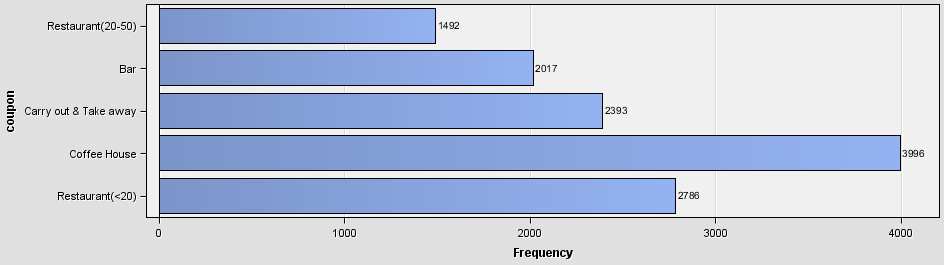 coupon
Restaurant(20-50)
1492
Bar
2017
Carry out & Take away
2393
Coffee House
3996
Restaurant(<20)
2786
0 1000 2000 3000 4000
Frequency